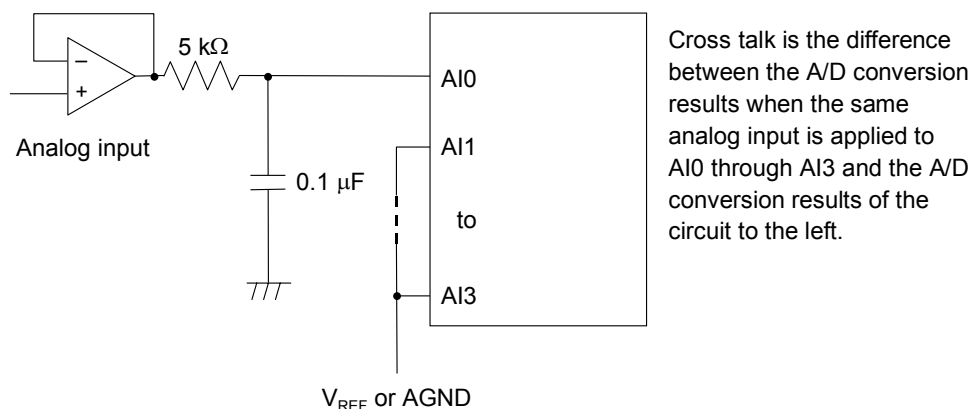 5 kΩ
−
+
Analog input
0.1 μF
AI0
AI1
to
AI3
VREF or AGND
Cross talk is the difference
between the A/D conversion
results when the same
analog input is applied to
AI0 through AI3 and the A/D
conversion results of the
circuit to the left.